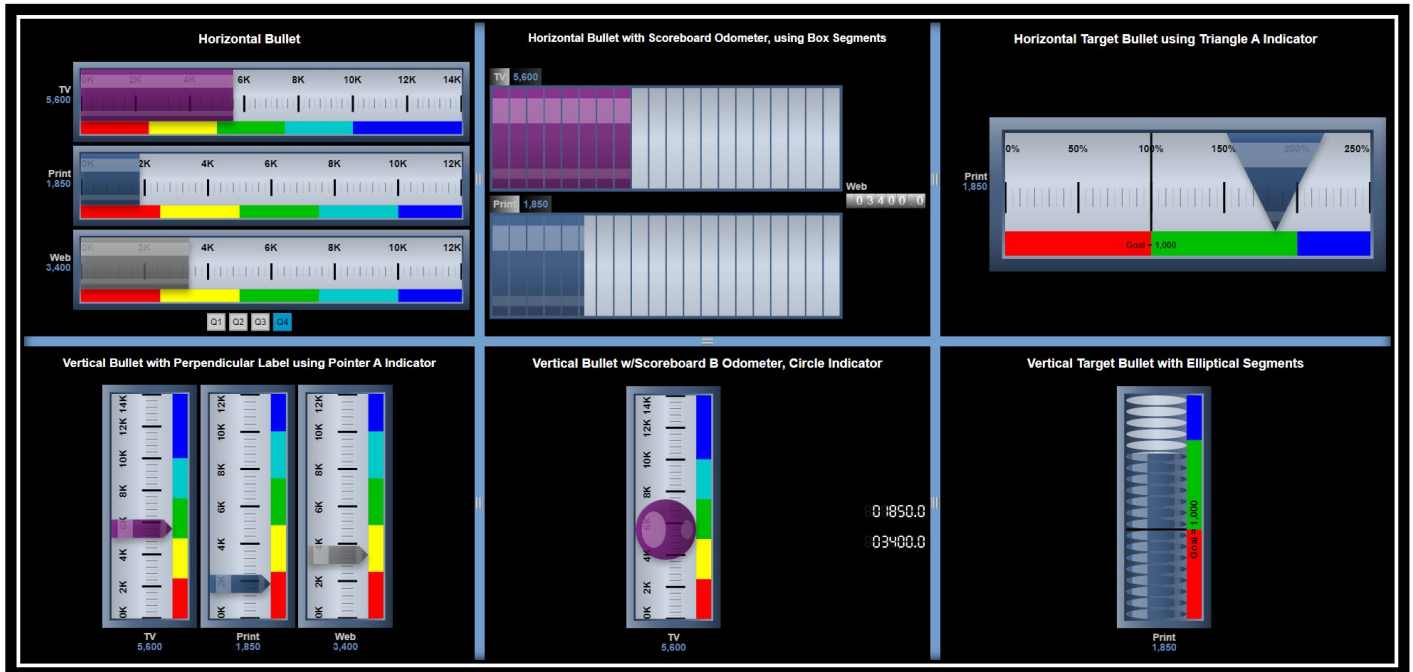 Horizontal Bullet
0K 2K 4K 6K 8K 10K 12K 14K
TV
5,600
0K 2K 4K 6K 8K 10K 12K
Print
1,850
0K 2K 4K 6K 8K 10K 12K
Web
3,400
Q1 Q2 Q3 Q4
Horizontal Bullet with Scoreboard Odometer, using Box Segments
TV 5,600
Web
03400 0
Print 1,850
Horizontal Target Bullet using Triangle A Indicator
0% 50% 100% 150% 200% 250%
Print
1,850
Goal = 1,000
Vertical Bullet with Perpendicular Label using Pointer A Indicator
14K
12K
10K
8K
6K
4K
2K
0K
TV
5,600
12K
10K
8K
6K
4K
2K
0K
Print
1,850
12K
10K
8K
6K
4K
2K
0K
Web
3,400
Vertical Bullet w/Scoreboard B Odometer, Circle Indicator
14K
12K
10K
8K
6K
4K
2K
0K
TV
5,600
01850.0
03400.0
Vertical Target Bullet with Elliptical Segments
Goal = 1,000
Print
1,850